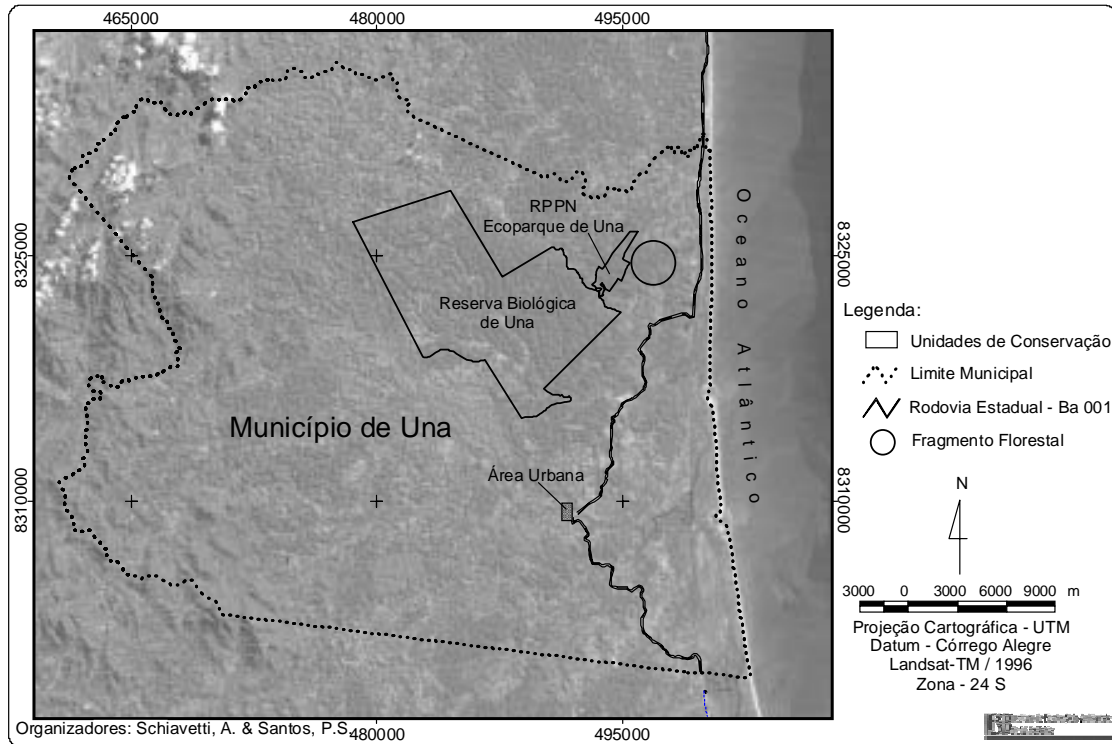 465000
480000
495000
RPPN
Ecoparque de Una
Reserva Biológica
de Una
Município de Una
Área Urbana
Oceano Atlântico
8325000
8310000
8325000
8310000
Legenda:
Unidades de Conservação
Limite Municipal
Rodovia Estadual - Ba 001
Fragmento Florestal
N
3000 0 3000 6000 9000 m
Projeção Cartográfica - UTM
Datum - Córrego Alegre
Landsat-TM / 1996
Zona - 24 S
Organizadores: Schiavetti, A. & Santos, P.S.
480000
495000